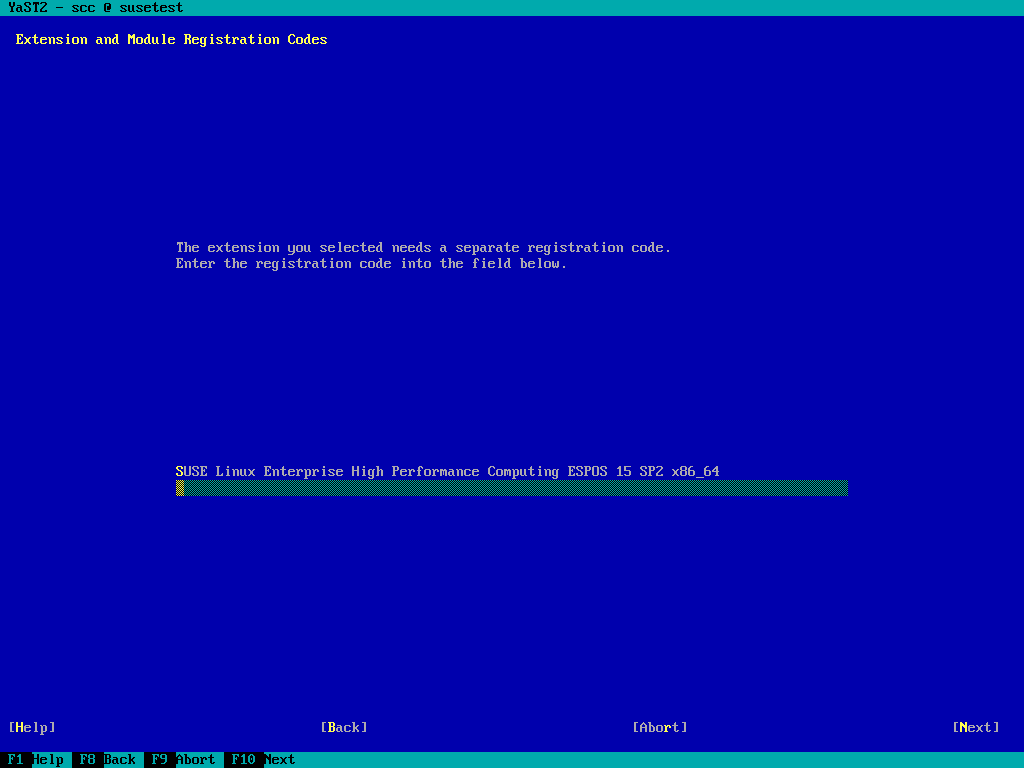 YaST2 - scc @ susetest
Extension and Module Registration Codes
The extension you selected needs a separate registration code.
Enter the registration code into the field below.
SUSE Linux Enterprise High Performance Computing ESPOS 15 SP2 x86_64
[Help] [Back] [Abort] [Next]
F1 Help F8 Back F9 Abort F10 Next